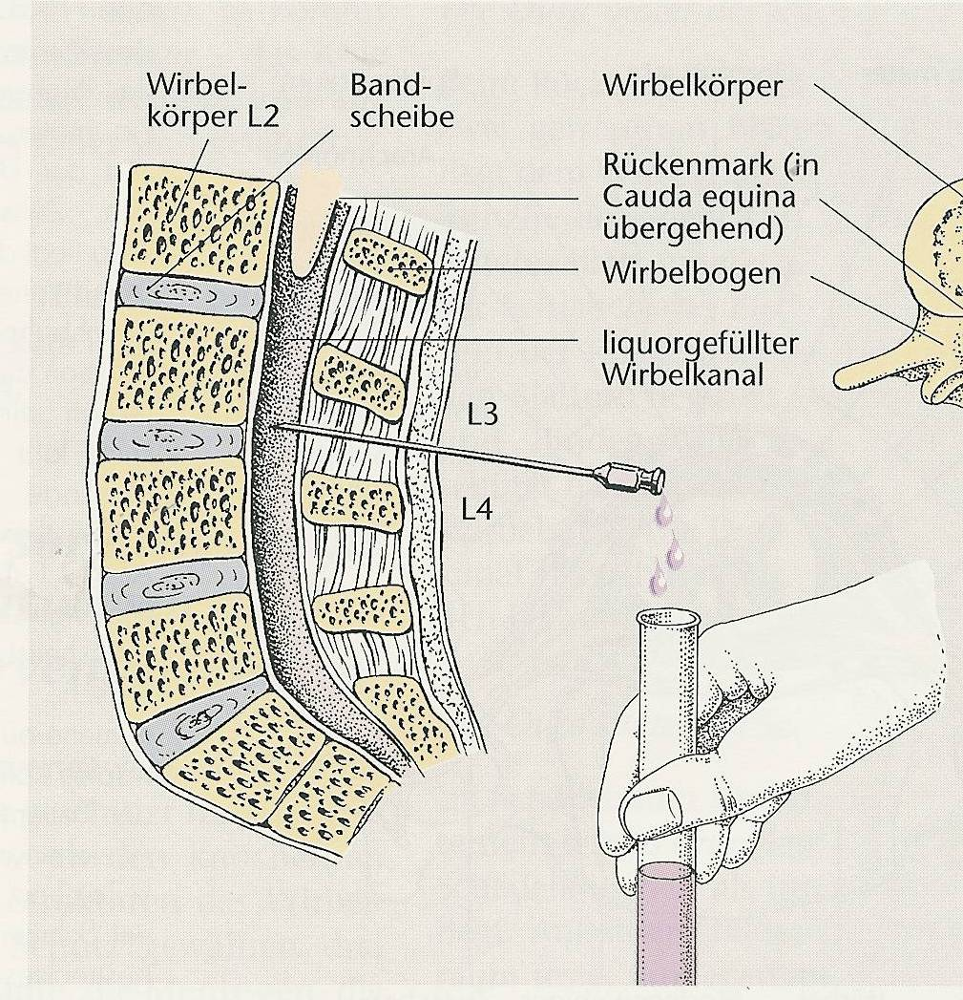 Wirbel-
körper L2
Band-
scheibe
Wirbelkörper
Rückenmark (in
Cauda equina
übergehend)
Wirbelbogen
liquorgefüllter
Wirbelkanal
L3
L4